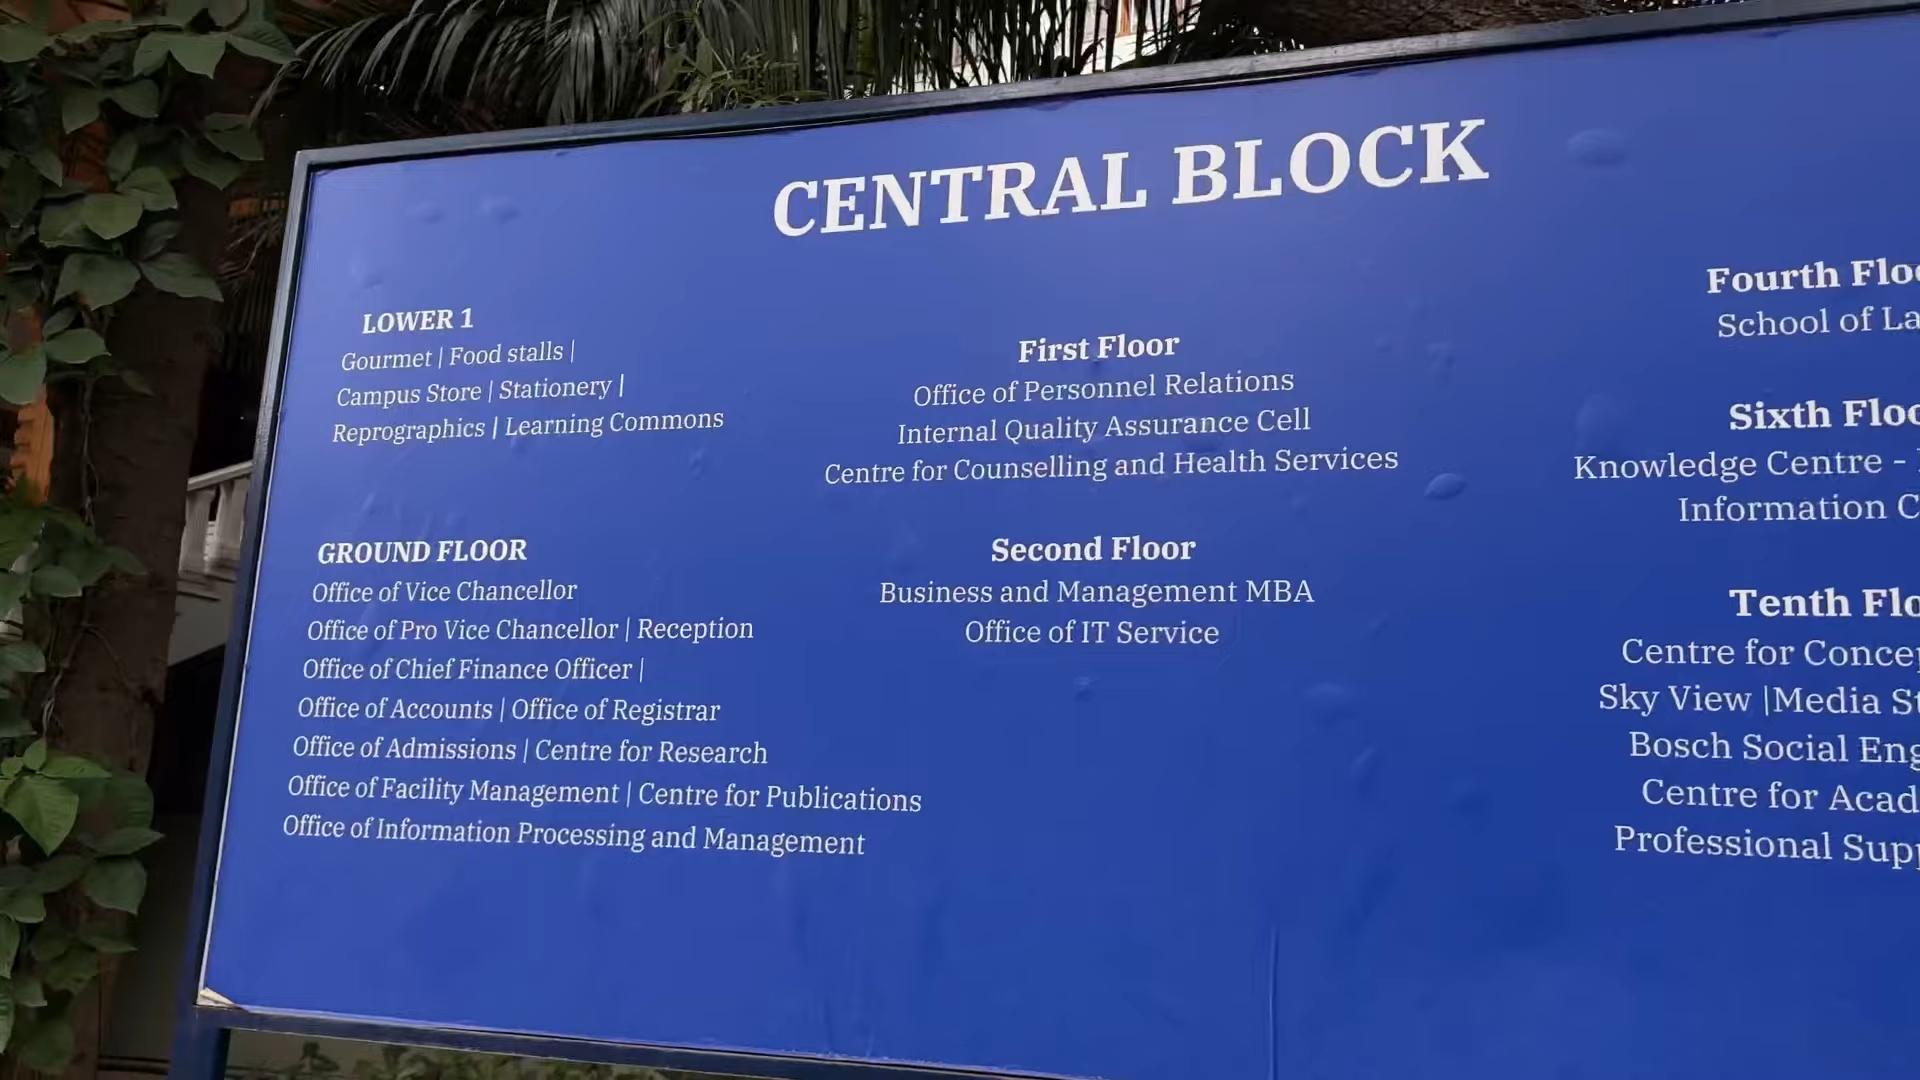 CENTRAL BLOCK
LOWER 1
Gourmet | Food stalls |
Campus Store | Stationery |
Reprographics | Learning Commons
GROUND FLOOR
Office of Vice Chancellor
Office of Pro Vice Chancellor | Reception
Office of Chief Finance Officer |
Office of Accounts | Office of Registrar
Office of Admissions | Centre for Research
Office of Facility Management | Centre for Publications
Office of Information Processing and Management
First Floor
Office of Personnel Relations
Internal Quality Assurance Cell
Centre for Counselling and Health Services
Second Floor
Business and Management MBA
Office of IT Service
Fourth
School of
Sixth
Knowledge Centre -
Information
Tenth
Centre for
Sky View |Media
Bosch Social
Centre for
Professional